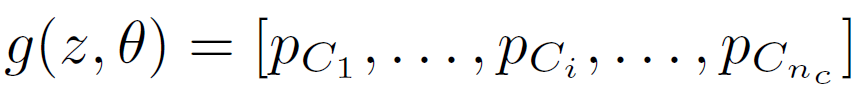 g(z, θ) = [p_{C_1}, . . . , p_{C_i}, . . . , p_{C_{n_c}}]